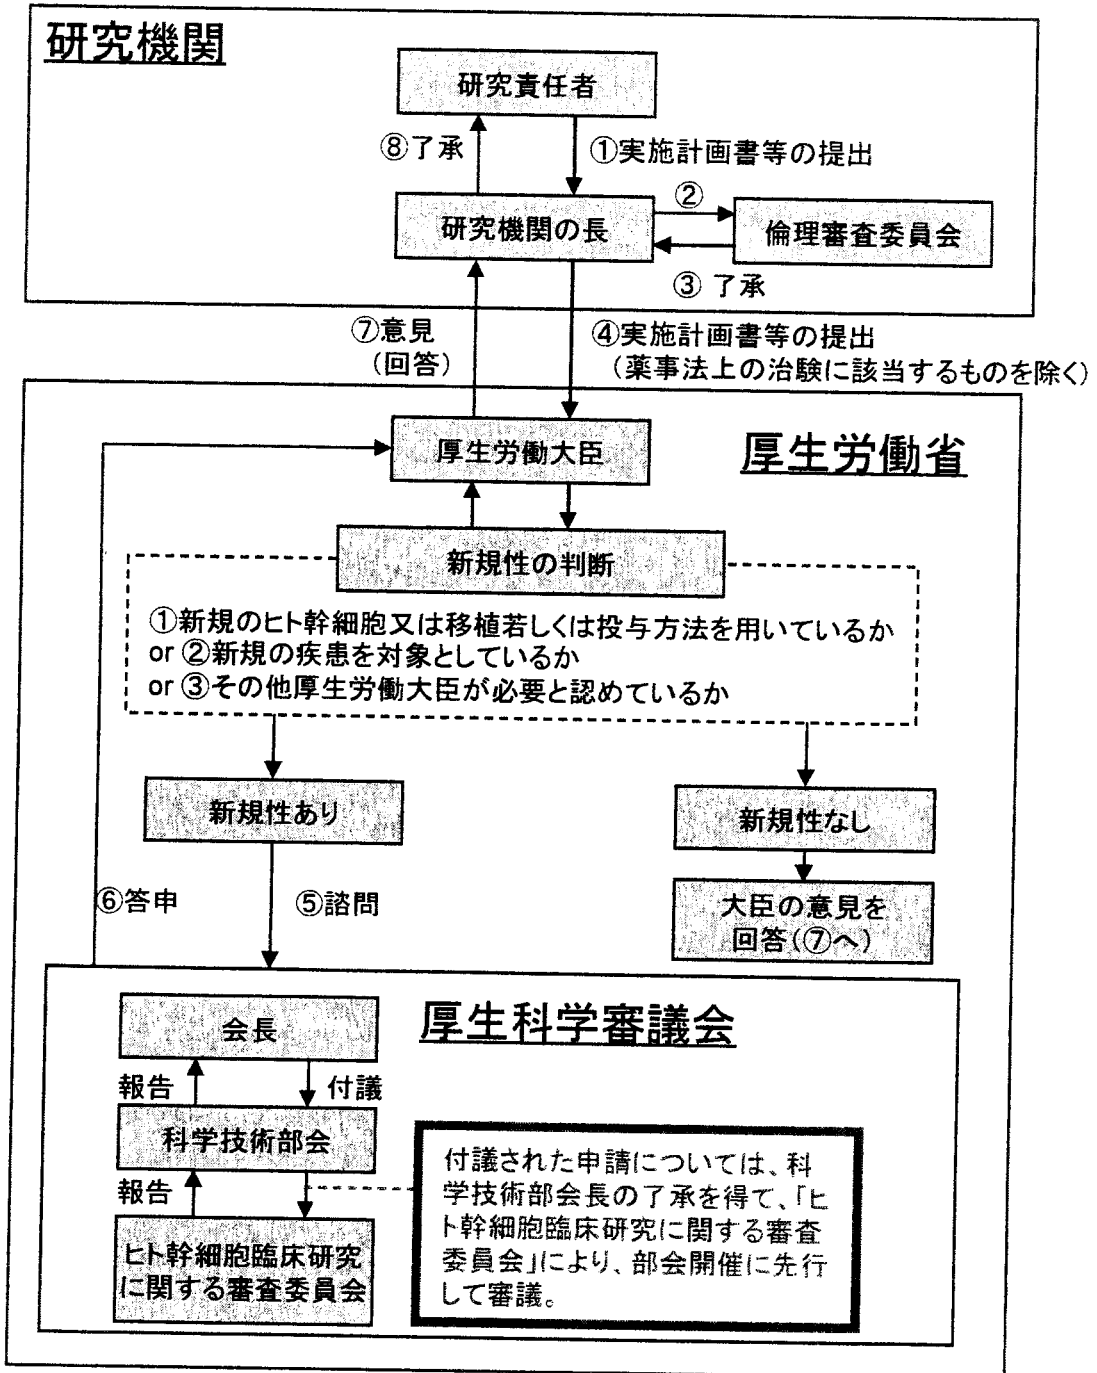 研究機関
研究責任者
⑧了承
①実施計画書等の提出
研究機関の長
②
倫理審査委員会
③ 了承
⑦意見
(回答)
④実施計画書等の提出
(薬事法上の治験に該当するものを除く)
厚生労働大臣
厚生労働省
新規性の判断
①新規のヒト幹細胞又は移植若しくは投与方法を用いているか
or ②新規の疾患を対象としているか
or ③その他厚生労働大臣が必要と認めているか
新規性あり
新規性なし
⑥答申
⑤諮問
大臣の意見を
回答(⑦へ)
厚生科学審議会
会長
報告
付議
科学技術部会
報告
付議された申請については、科
学技術部会長の了承を得て、「ヒ
ト幹細胞臨床研究に関する審査
委員会」により、部会開催に先行
して審議。
ヒト幹細胞臨床研究
に関する審査委員会